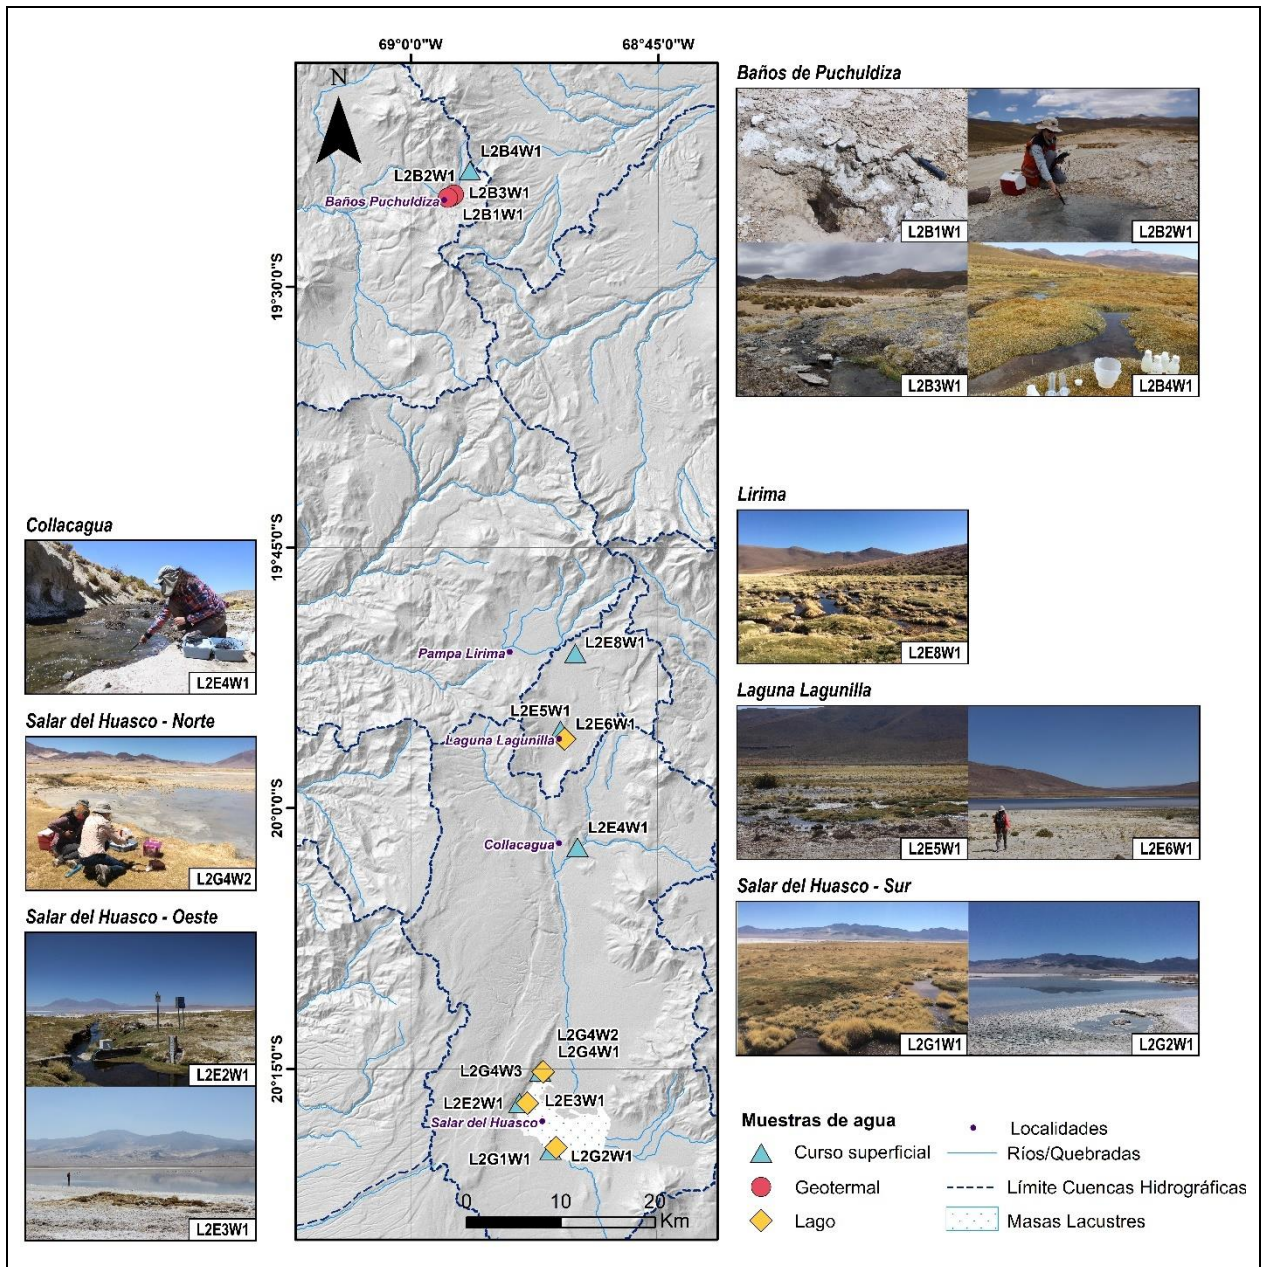 69°0'0"W
68°45'0"W
N
L2B4W1
L2B2W1
L2B3W1
Baños Puchuldiza
L2B1W1
19°30'0"S
19°45'0"S
L2E8W1
Pampa Lirima
L2E5W1
L2E6W1
Laguna Lagunilla
20°0'0"S
L2E4W1
Collacagua
L2G4W2
L2G4W1
20°15'0"S
L2G4W3
L2E2W1
L2E3W1
Salar del Huasco
L2G1W1
L2G2W1
0
10
20
Km
Collacagua
L2E4W1
Salar del Huasco - Norte
L2G4W2
Salar del Huasco - Oeste
L2E2W1
L2E3W1
Baños de Puchuldiza
L2B1W1
L2B2W1
L2B3W1
L2B4W1
Lirima
L2E8W1
Laguna Lagunilla
L2E5W1
L2E6W1
Salar del Huasco - Sur
L2G1W1
L2G2W1
Muestras de agua
Curso superficial
Geotermal
Lago
Localidades
Ríos/Quebradas
Límite Cuencas Hidrográficas
Masas Lacustres